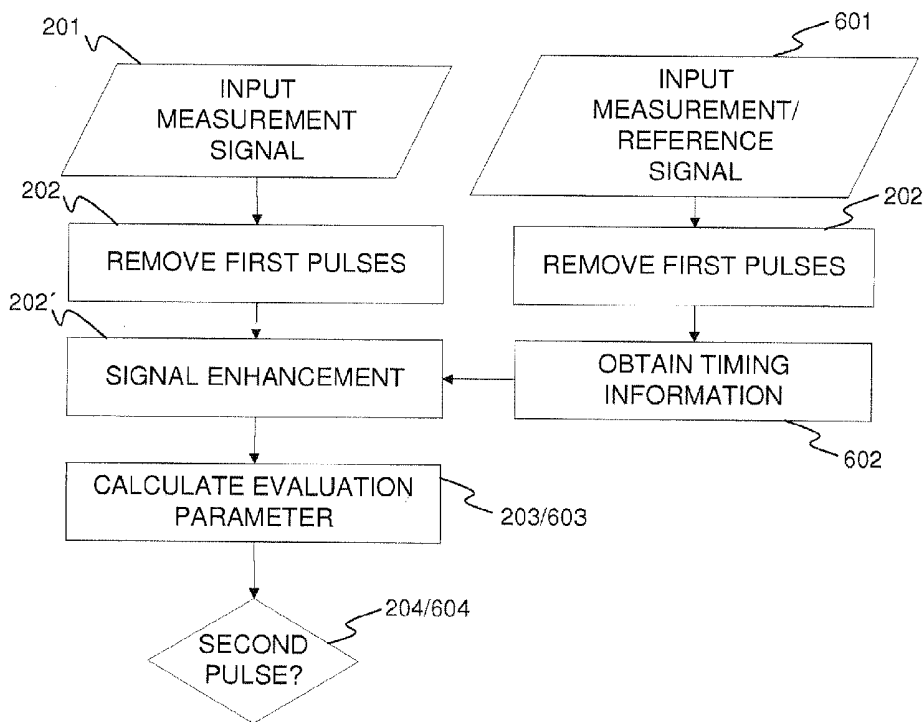 201
INPUT
MEASUREMENT
SIGNAL
601
INPUT
MEASUREMENT/
REFERENCE
SIGNAL
202
REMOVE FIRST PULSES
202
REMOVE FIRST PULSES
202´
SIGNAL ENHANCEMENT
OBTAIN TIMING
INFORMATION
602
CALCULATE EVALUATION
PARAMETER
203/603
204/604
SECOND
PULSE?